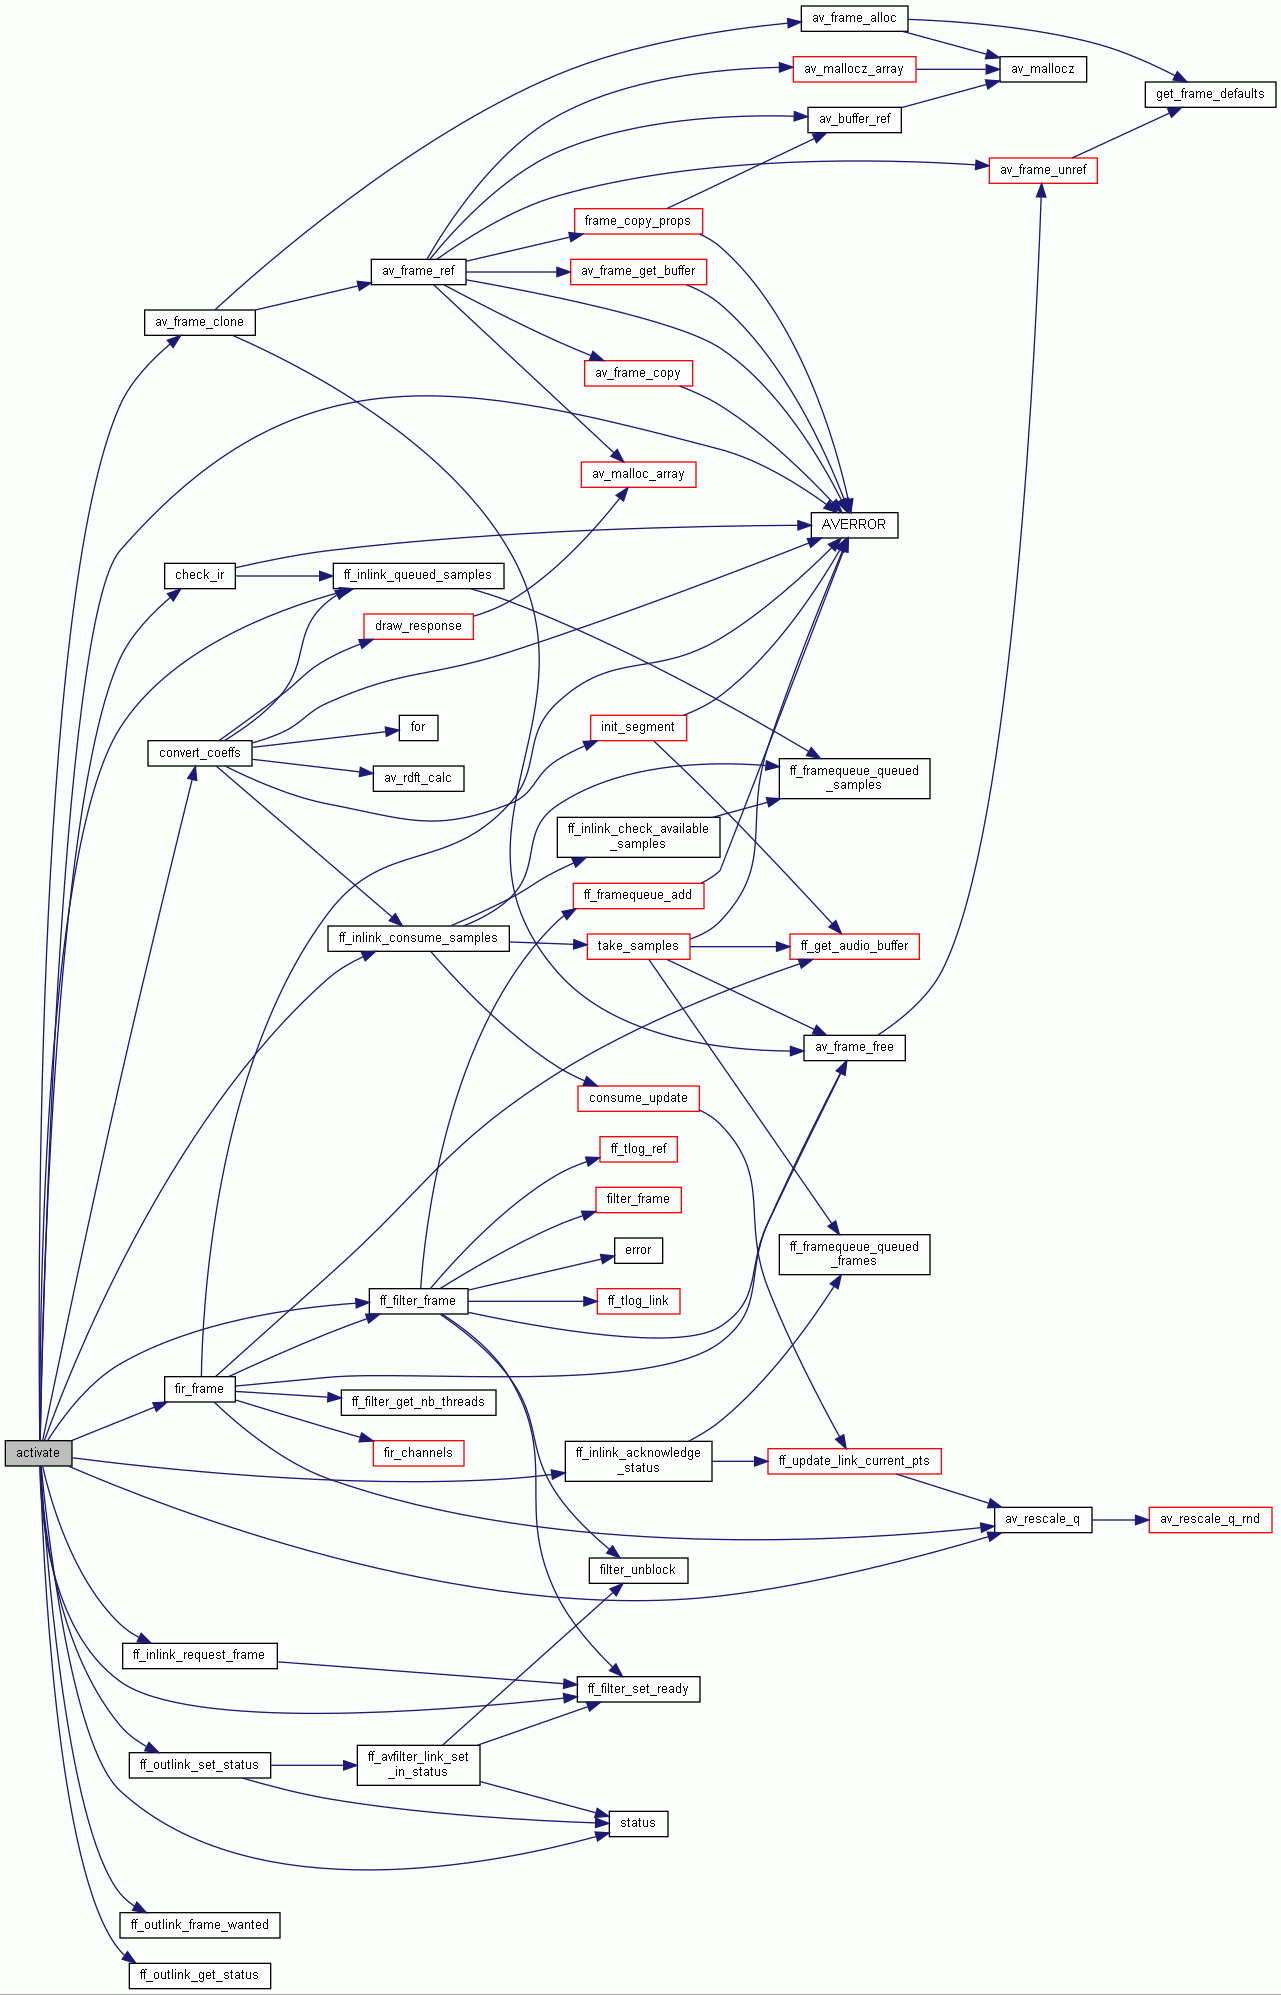 av_frame_alloc
av_mallocz_array
av_mallocz
get_frame_defaults
av_buffer_ref
av_frame_unref
frame_copy_props
av_frame_ref
av_frame_get_buffer
av_frame_clone
av_frame_copy
av_malloc_array
AVERROR
check_ir
ff_inlink_queued_samples
draw_response
init_segment
for
convert_coeffs
av_rdft_calc
ff_framequeue_queued
_samples
ff_inlink_check_available
_samples
ff_framequeue_add
ff_inlink_consume_samples
take_samples
ff_get_audio_buffer
av_frame_free
consume_update
ff_tlog_ref
filter_frame
error
ff_framequeue_queued
_frames
ff_filter_frame
ff_tlog_link
fir_frame
ff_filter_get_nb_threads
activate
fir_channels
ff_inlink_acknowledge
_status
ff_update_link_current_pts
av_rescale_q
av_rescale_q_rnd
filter_unblock
ff_inlink_request_frame
ff_filter_set_ready
ff_outlink_set_status
ff_avfilter_link_set
_in_status
status
ff_outlink_frame_wanted
ff_outlink_get_status